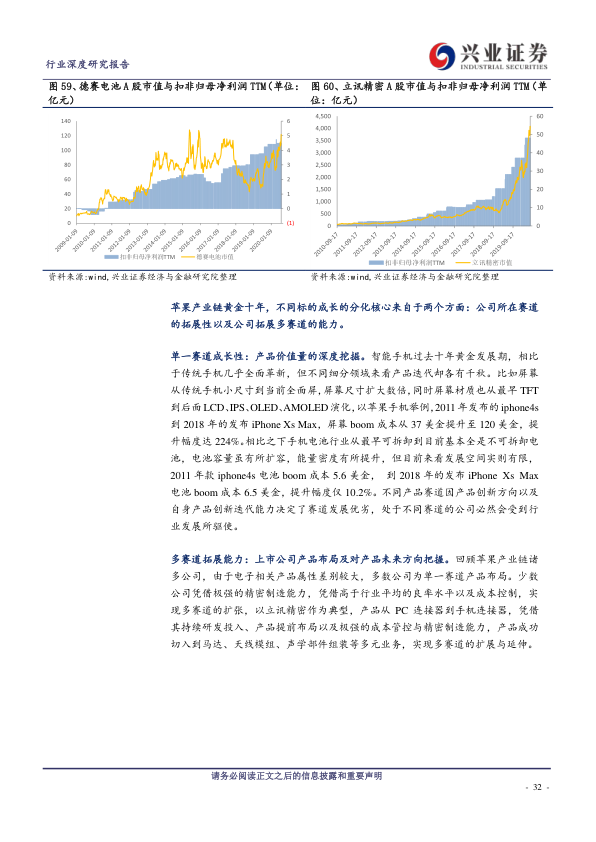 行业深度研究报告
兴业证券
INDUSTRIAL SECURITIES
图 59、德赛电池 A 股市值与扣非归母净利润 TTM（单位：
亿元）
图 60、立讯精密 A 股市值与扣非归母净利润 TTM（单
位：亿元）
140
120
100
80
60
40
20
0
6
5
4
3
2
1
0
(1)
2009-01-09
2010-01-09
2011-01-09
2012-01-09
2013-01-09
2014-01-09
2015-01-09
2016-01-09
2017-01-09
2018-01-09
2019-01-09
2020-01-09
扣非归母净利润TTM
德赛电池市值
4,500
4,000
3,500
3,000
2,500
2,000
1,500
1,000
500
0
60
50
40
30
20
10
0
2010-09-17
2011-09-17
2012-09-17
2013-09-17
2014-09-17
2015-09-17
2016-09-17
2017-09-17
2018-09-17
2019-09-17
扣非归母净利润TTM
立讯精密市值
资料来源:wind,兴业证券经济与金融研究院整理
资料来源:wind,兴业证券经济与金融研究院整理
苹果产业链黄金十年，不同标的成长的分化核心来自于两个方面：公司所在赛道
的拓展性以及公司拓展多赛道的能力。
单一赛道成长性：产品价值量的深度挖掘。智能手机过去十年黄金发展期，相比
于传统手机几乎全面革新，但不同细分领域来看产品迭代却各有千秋。比如屏幕
从传统手机小尺寸到当前全面屏,屏幕尺寸扩大数倍,同时屏幕材质也从最早 TFT
到后面 LCD、IPS、OLED、AMOLED 演化,以苹果手机举例,2011 年发布的 iphone4s
到 2018 年的发布 iPhone Xs Max，屏幕 boom 成本从 37 美金提升至 120 美金，提
升幅度达 224%。相比之下手机电池行业从最早可拆卸到目前基本全是不可拆卸电
池，电池容量虽有所扩容，能量密度有所提升，但目前来看发展空间实则有限，
2011 年款 iphone4s 电池 boom 成本 5.6 美金， 到 2018 年的发布 iPhone Xs Max
电池 boom 成本 6.5 美金，提升幅度仅 10.2%。不同产品赛道因产品创新方向以及
自身产品创新迭代能力决定了赛道发展优劣，处于不同赛道的公司必然会受到行
业发展所驱使。
多赛道拓展能力：上市公司产品布局及对产品未来方向把握。回顾苹果产业链诸
多公司，由于电子相关产品属性差别较大，多数公司为单一赛道产品布局。少数
公司凭借极强的精密制造能力，凭借高于行业平均的良率水平以及成本控制，实
现多赛道的扩张，以立讯精密作为典型，产品从 PC 连接器到手机连接器，凭借
其持续研发投入、产品提前布局以及极强的成本管控与精密制造能力，产品成功
切入到马达、天线模组、声学部件组装等多元业务，实现多赛道的扩展与延伸。
请务必阅读正文之后的信息披露和重要声明
- 32 -